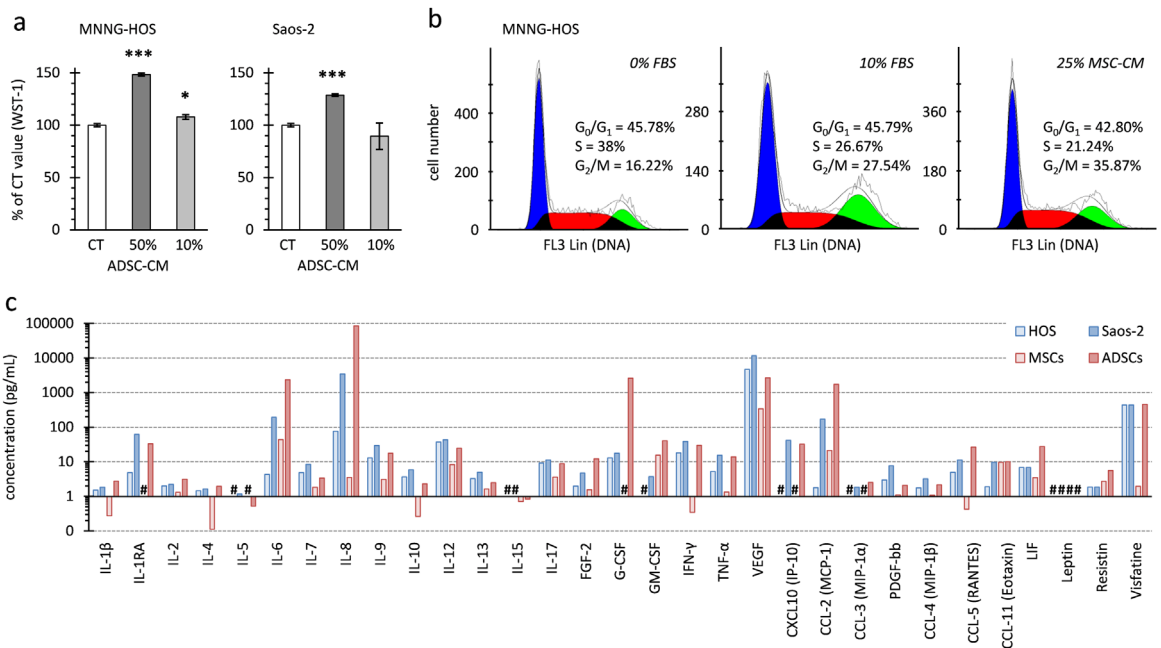 a
MNNG-HOS
Saos-2
% of CT value (WST-1)
150
100
50
0
***
*
CT
50%
10%
ADSC-CM
150
100
50
0
***
CT
50%
10%
ADSC-CM
b
MNNG-HOS
cell number
0% FBS
400
200
0
G0/G1 = 45.78%
S = 38%
G2/M = 16.22%
FL3 Lin (DNA)
10% FBS
280
140
0
G0/G1 = 45.79%
S = 26.67%
G2/M = 27.54%
FL3 Lin (DNA)
25% MSC-CM
360
180
0
G0/G1 = 42.80%
S = 21.24%
G2/M = 35.87%
FL3 Lin (DNA)
c
concentration (pg/mL)
100000
10000
1000
100
10
1
0
HOS
Saos-2
MSCs
ADSCs
#
# #
# #
#
#
# #
# #
# # # #
IL-1β
IL-1RA
IL-2
IL-4
IL-5
IL-6
IL-7
IL-8
IL-9
IL-10
IL-12
IL-13
IL-15
IL-17
FGF-2
G-CSF
GM-CSF
IFN-γ
TNF-α
VEGF
CXCL10 (IP-10)
CCL-2 (MCP-1)
CCL-3 (MIP-1α)
PDGF-bb
CCL-4 (MIP-1β)
CCL-5 (RANTES)
CCL-11 (Eotaxin)
LIF
Leptin
Resistin
Visfatine